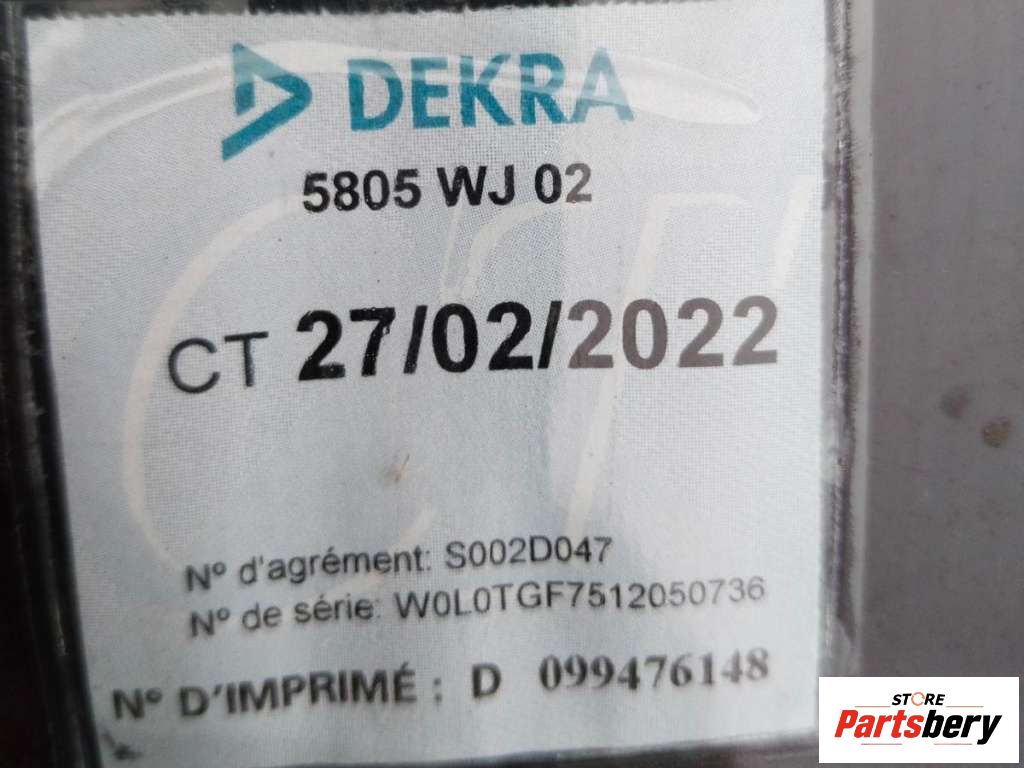 DEKRA
5805 WJ 02
CT 27/02/2022
N° d'agrément: S002D047
N° de série: W0L0TGF7512050736
N° D'IMPRIMÉ : D 099476148
STORE
Partsbery